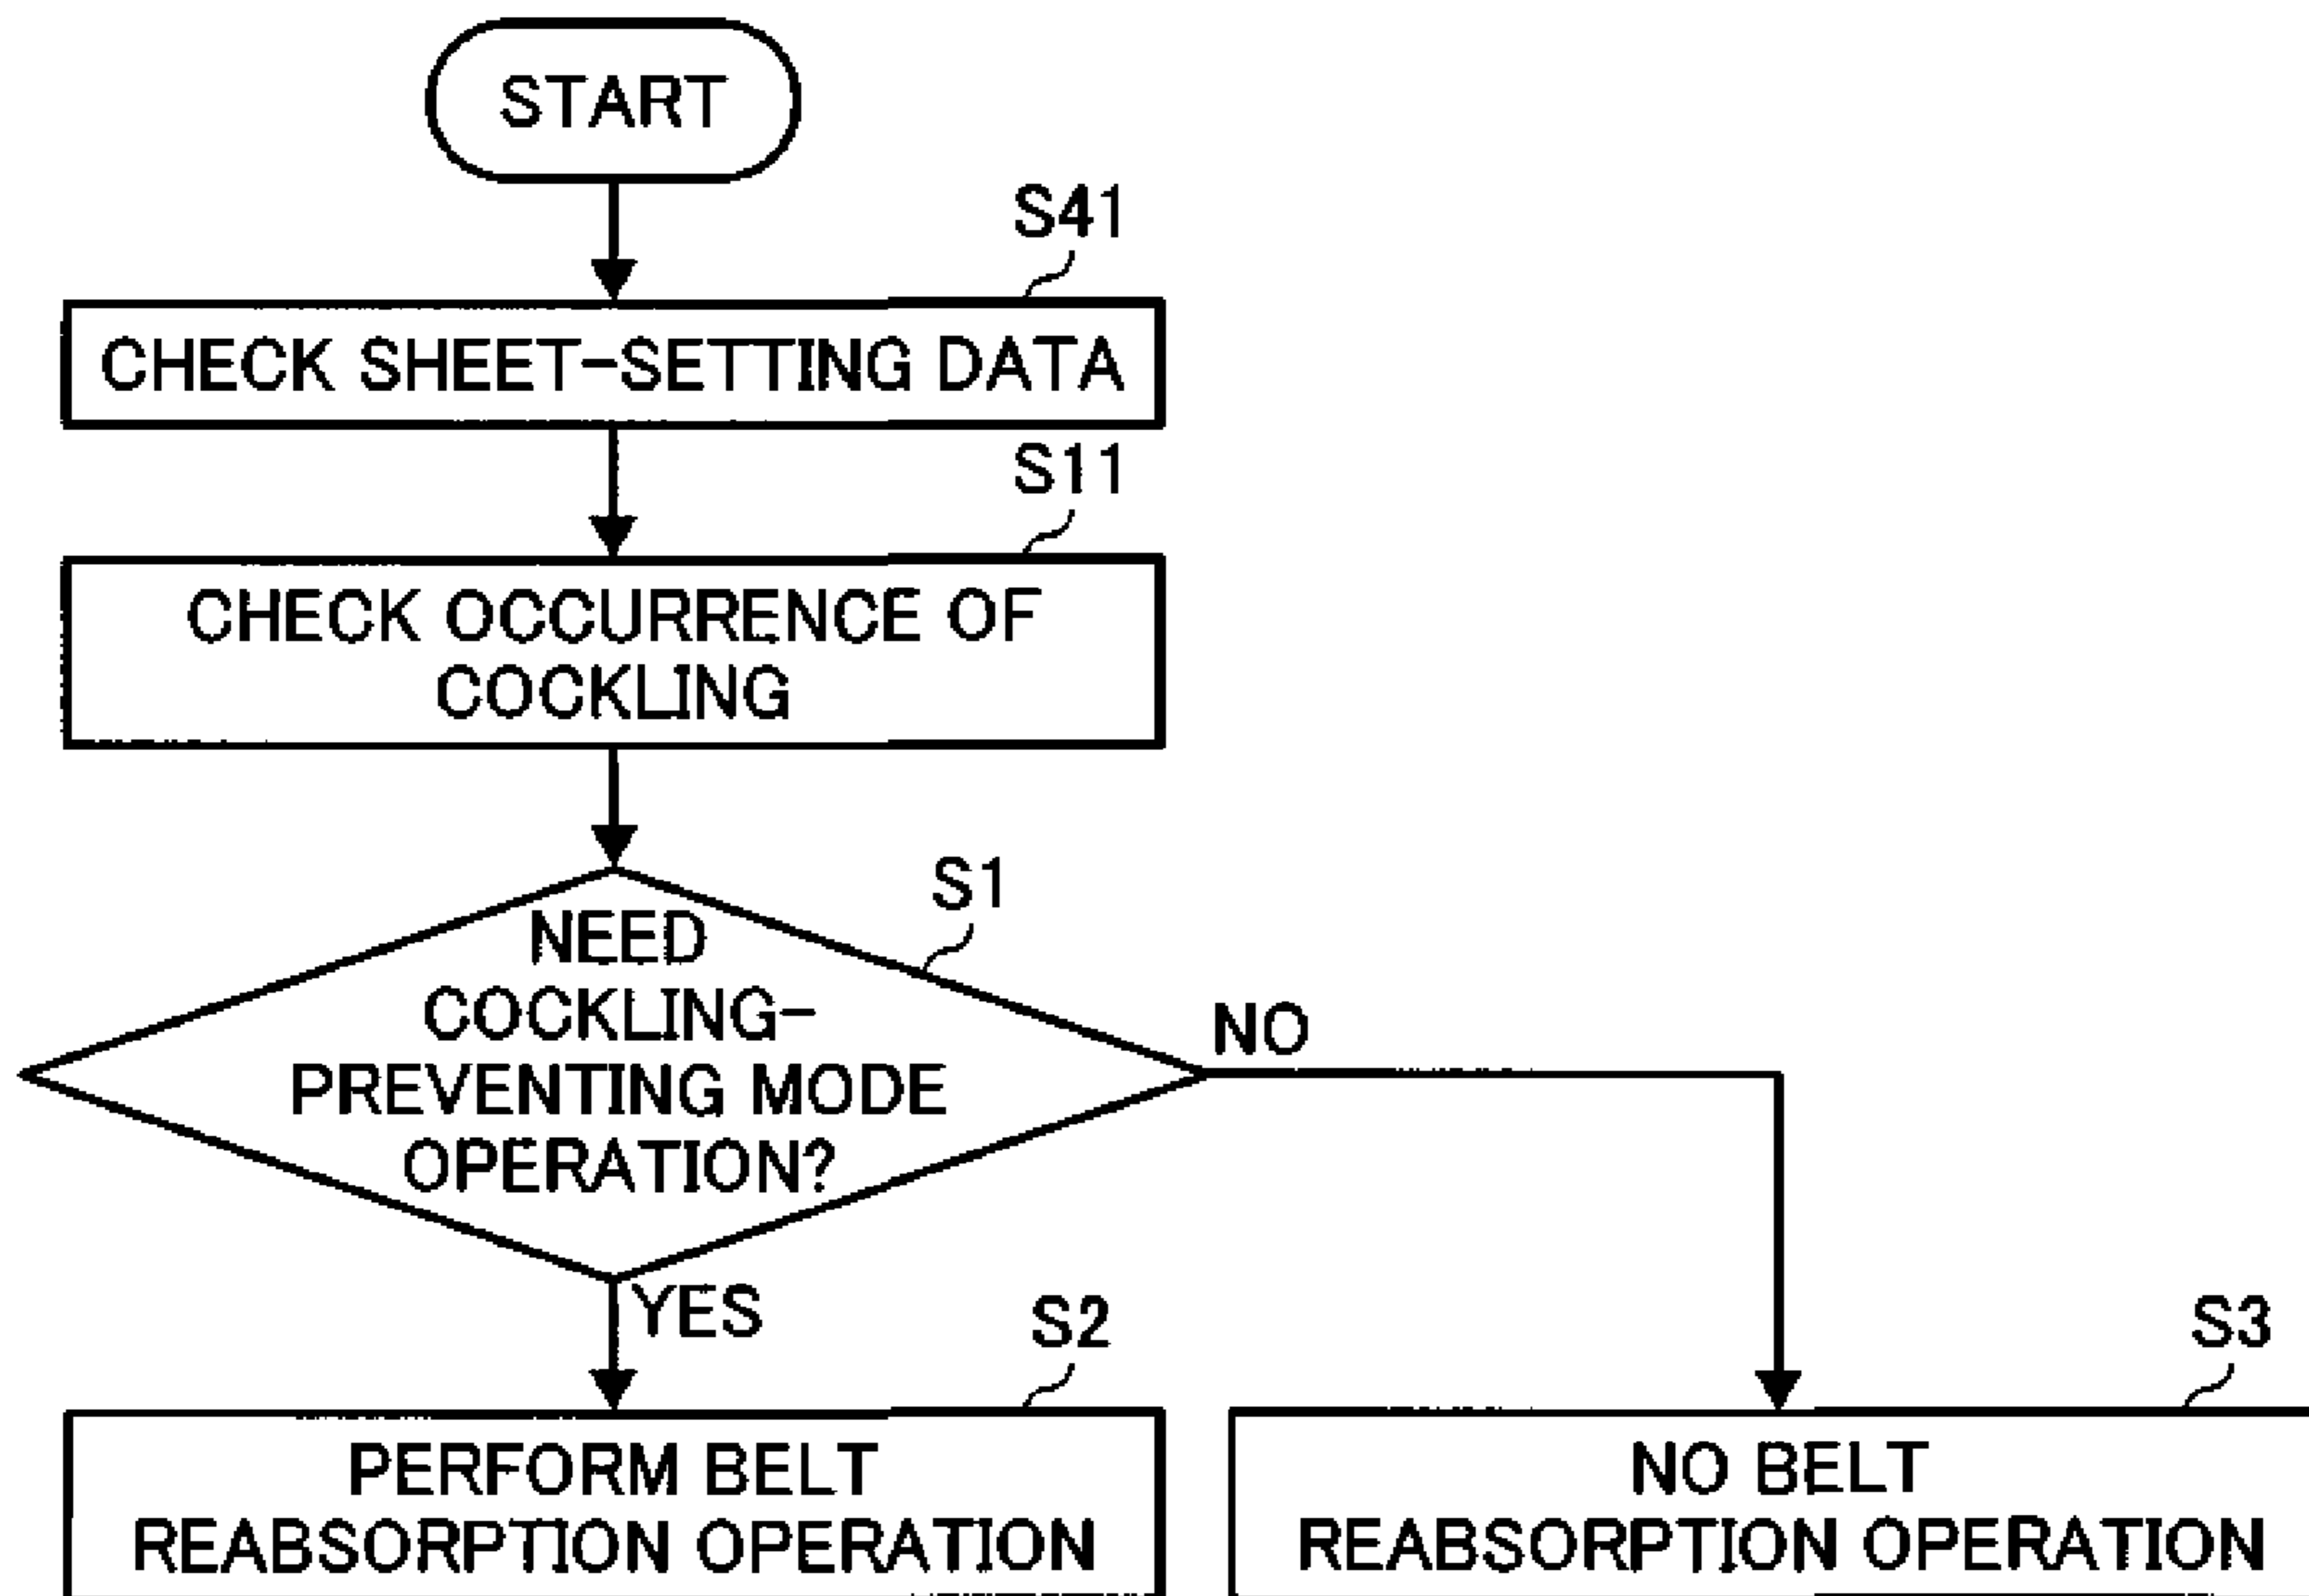 START
S41
CHECK SHEET-SETTING DATA
S11
CHECK OCCURRENCE OF
COCKLING
S1
NEED
COCKLING-
PREVENTING MODE
OPERATION?
NO
YES
S2
PERFORM BELT
REABSORPTION OPERATION
S3
NO BELT
REABSORPTION OPERATION